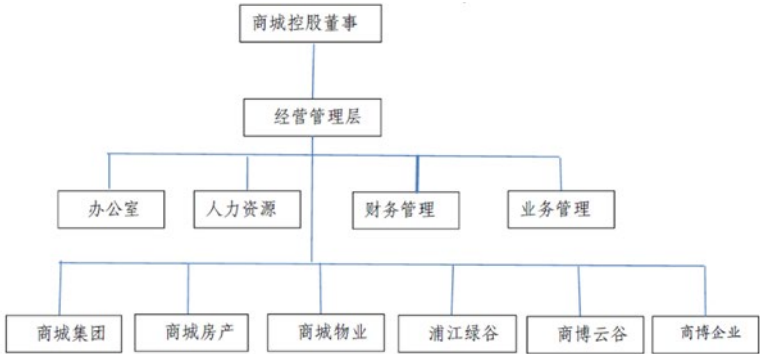 商城控股董事
经营管理层
办公室
人力资源
财务管理
业务管理
商城集团
商城房产
商城物业
浦江绿谷
商博云谷
商博企业